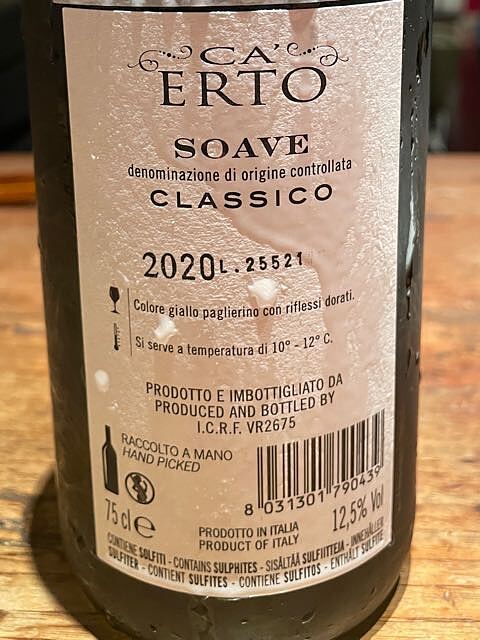 CA'
ERTO
SOAVE
denominazione di origine controllata
CLASSICO
2020 L.25521
Colore giallo paglierino con riflessi dorati.
Si serve a temperatura di 10° - 12° C.
PRODOTTO E IMBOTTIGLIATO DA
PRODUCED AND BOTTLED BY
I.C.R.F. VR2675
RACCOLTO A MANO
HAND PICKED
8 031301 790439
75 cl e
12,5% Vol
PRODOTTO IN ITALIA
PRODUCT OF ITALY
CONTIENE SOLFITI - CONTAINS SULPHITES - SISÄLTÄÄ SULFIITTEJA - INNEHÅLLER
SULFITER - CONTIENT SULFITES - CONTIENE SULFITOS - ENTHÄLT SULFITE